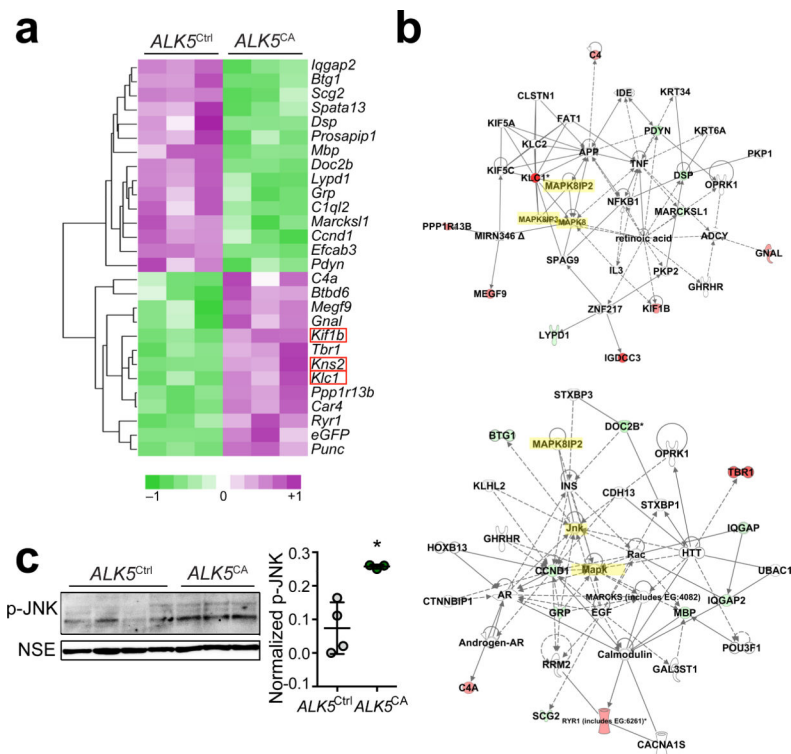 a
ALK5Ctrl ALK5CA
Iqgap2
Btg1
Scg2
Spata13
Dsp
Prosapip1
Mbp
Doc2b
Lypd1
Grp
C1ql2
Marcksl1
Ccnd1
Efcab3
Pdyn
C4a
Btbd6
Megf9
Gnal
Kif1b
Tbr1
Kns2
Klc1
Ppp1r13b
Car4
Ryr1
eGFP
Punc
–1 0 +1
b
C4
CLSTN1
IDE
KRT34
KIF5A
FAT1
PDYN
KRT6A
KLC2
APP
TNF
PKP1
KIF5C
KLC1*
MAPK8IP2
DSP
OPRK1
NFKB1
MAPK8IP3
MAPK8
MARCKSL1
PPP1R13B
MIRN346 Δ
retinoic acid
ADCY
GNAL
SPAG9
IL3
PKP2
GHRHR
MEGF9
ZNF217
KIF1B
LYPD1
IGDCC3
STXBP3
DOC2B*
BTG1
MAPK8IP2
OPRK1
TBR1
KLHL2
INS
CDH13
STXBP1
Jnk
IQGAP
GHRHR
HOXB13
Rac
HTT
CCND1
Mapk
UBAC1
CTNNBIP1
AR
MARCKS (includes EG:4082)
IQGAP2
GRP
EGF
MBP
Androgen-AR
POU3F1
RRM2
Calmodulin
GAL3ST1
C4A
SCG2
RYR1 (includes EG:6261)*
CACNA1S
c
ALK5Ctrl ALK5CA
p-JNK
NSE
Normalized p-JNK
0.3
0.2
0.1
0.0
–0.1
*
ALK5Ctrl ALK5CA